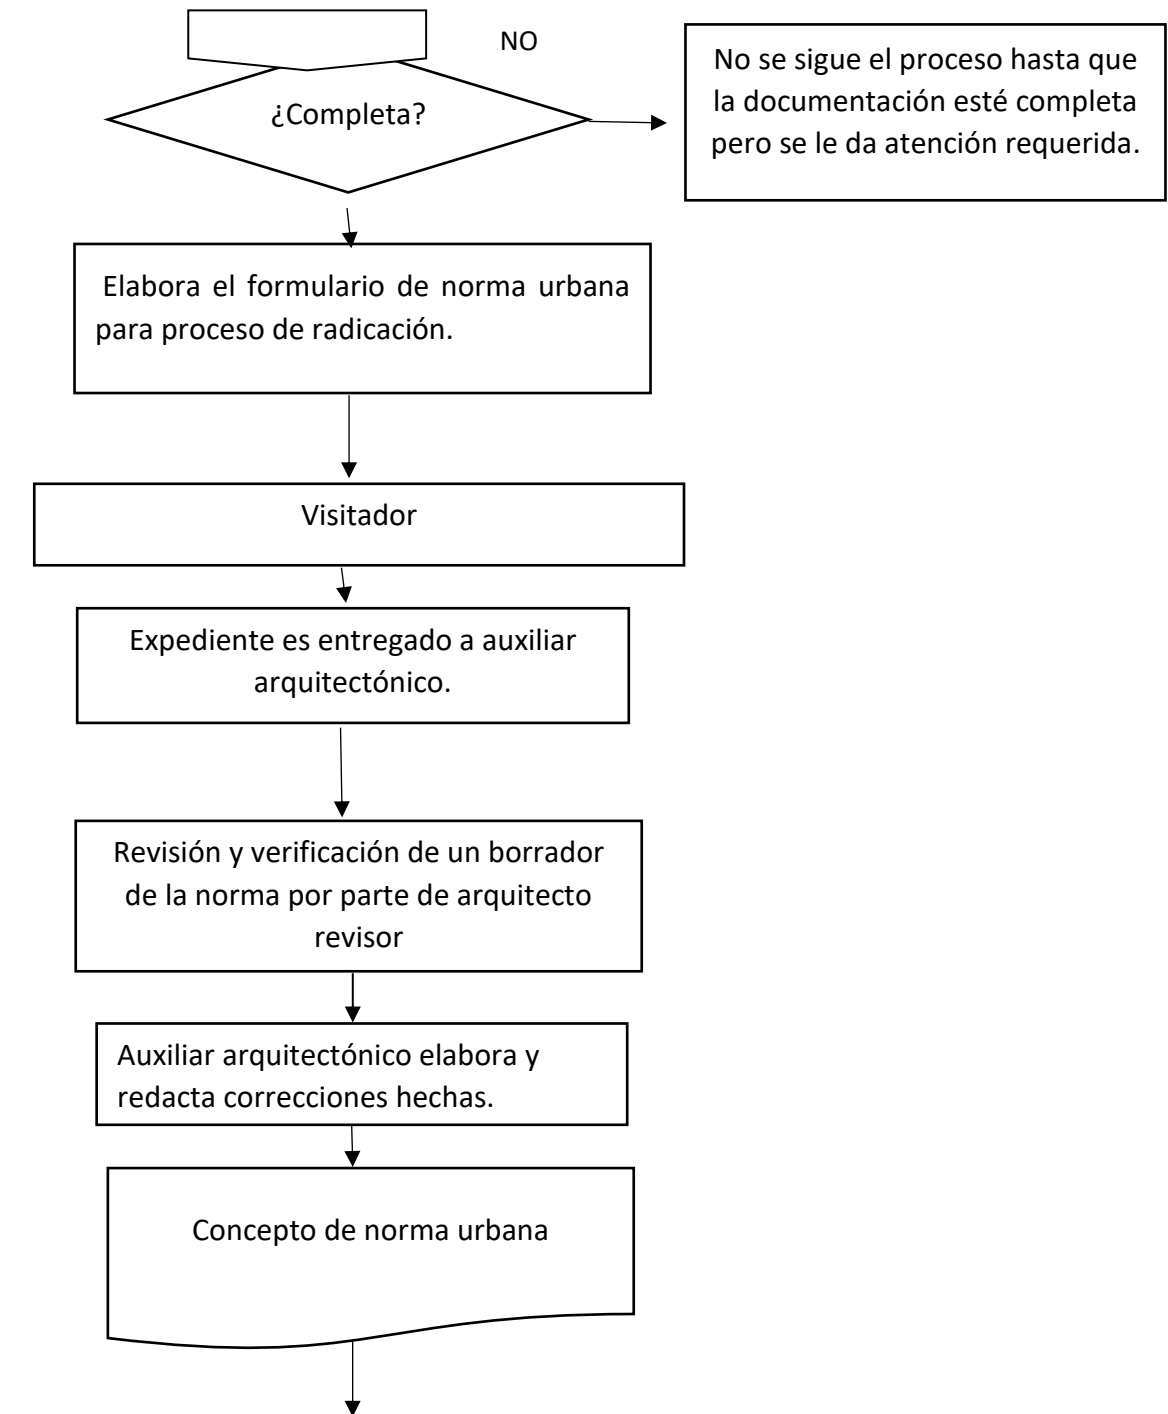 NO
¿Completa?
No se sigue el proceso hasta que
la documentación esté completa
pero se le da atención requerida.
Elabora el formulario de norma urbana
para proceso de radicación.
Visitador
Expediente es entregado a auxiliar
arquitectónico.
Revisión y verificación de un borrador
de la norma por parte de arquitecto
revisor
Auxiliar arquitectónico elabora y
redacta correcciones hechas.
Concepto de norma urbana